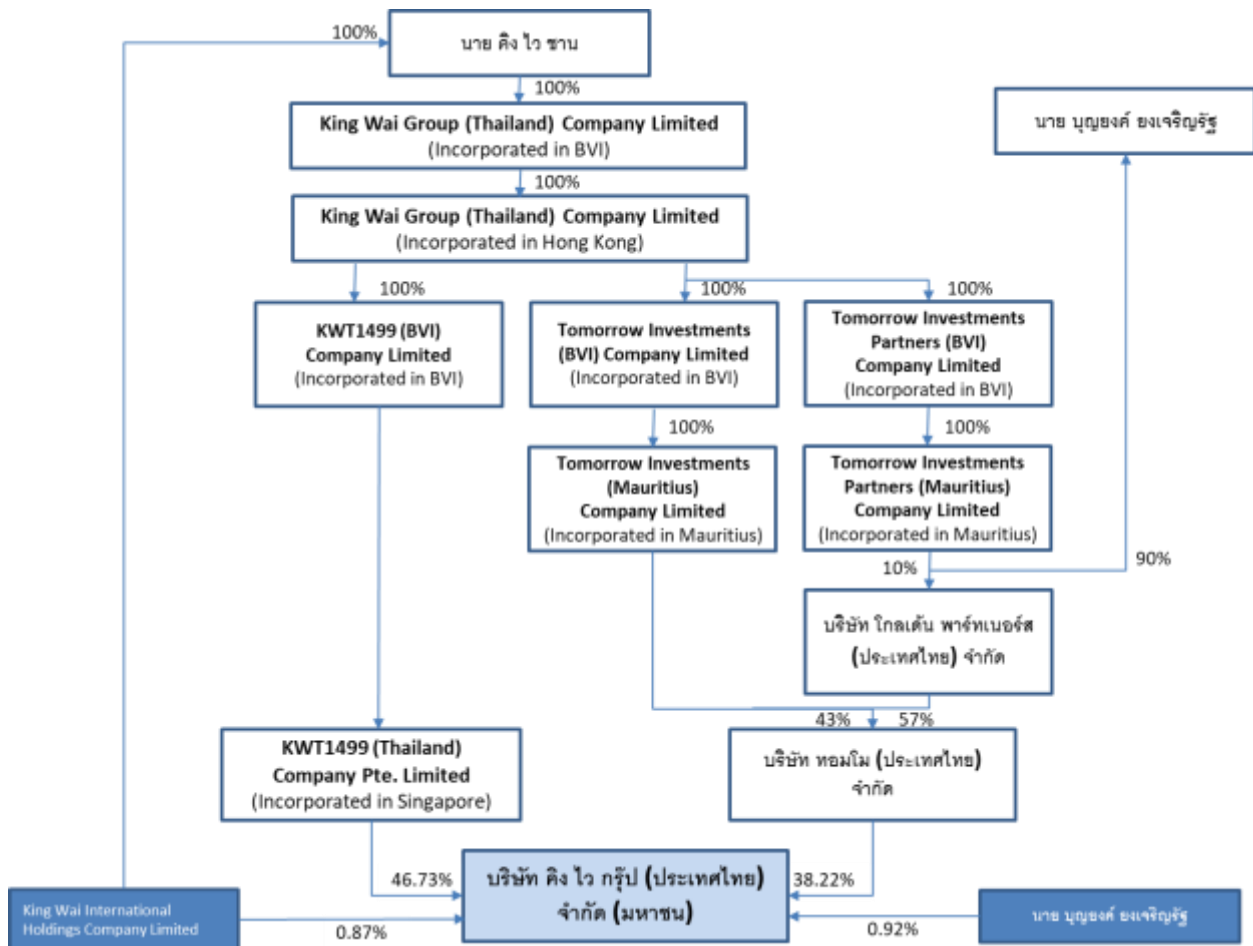 100%
นาย คิง ไว ชาน
100%
King Wai Group (Thailand) Company Limited
(Incorporated in BVI)
นาย บุญยงค์ ยงเจริญรัฐ
100%
King Wai Group (Thailand) Company Limited
(Incorporated in Hong Kong)
100%
100%
100%
KWT1499 (BVI)
Company Limited
(Incorporated in BVI)
Tomorrow Investments
(BVI) Company Limited
(Incorporated in BVI)
Tomorrow Investments
Partners (BVI)
Company Limited
(Incorporated in BVI)
100%
100%
Tomorrow Investments
(Mauritius)
Company Limited
(Incorporated in Mauritius)
Tomorrow Investments
Partners (Mauritius)
Company Limited
(Incorporated in Mauritius)
10%
90%
บริษัท โกลเด้น พาร์ทเนอร์ส
(ประเทศไทย) จำกัด
43%
57%
KWT1499 (Thailand)
Company Pte. Limited
(Incorporated in Singapore)
บริษัท ทอมโม (ประเทศไทย)
จำกัด
46.73%
บริษัท คิง ไว กรุ๊ป (ประเทศไทย)
จำกัด (มหาชน)
38.22%
King Wai International
Holdings Company Limited
0.87%
0.92%
นาย บุญยงค์ ยงเจริญรัฐ